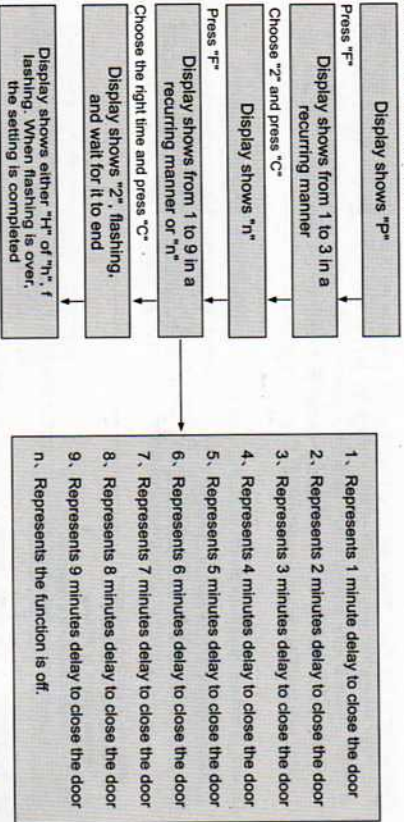 Display shows "P"
Press "F"
Display shows from 1 to 3 in a
recurring manner
Choose "2" and press "C"
Display shows "n"
Press "F"
Display shows from 1 to 9 in a
recurring manner or "n"
Choose the right time and press "C"
Display shows "2", flashing,
and wait for it to end
Display shows either "H" of "h", f
lashing. When flashing is over,
the setting is completed
1、Represents 1 minute delay to close the door
2、Represents 2 minutes delay to close the door
3、Represents 3 minutes delay to close the door
4、Represents 4 minutes delay to close the door
5、Represents 5 minutes delay to close the door
6、Represents 6 minutes delay to close the door
7、Represents 7 minutes delay to close the door
8、Represents 8 minutes delay to close the door
9、Represents 9 minutes delay to close the door
n、Represents the function is off.